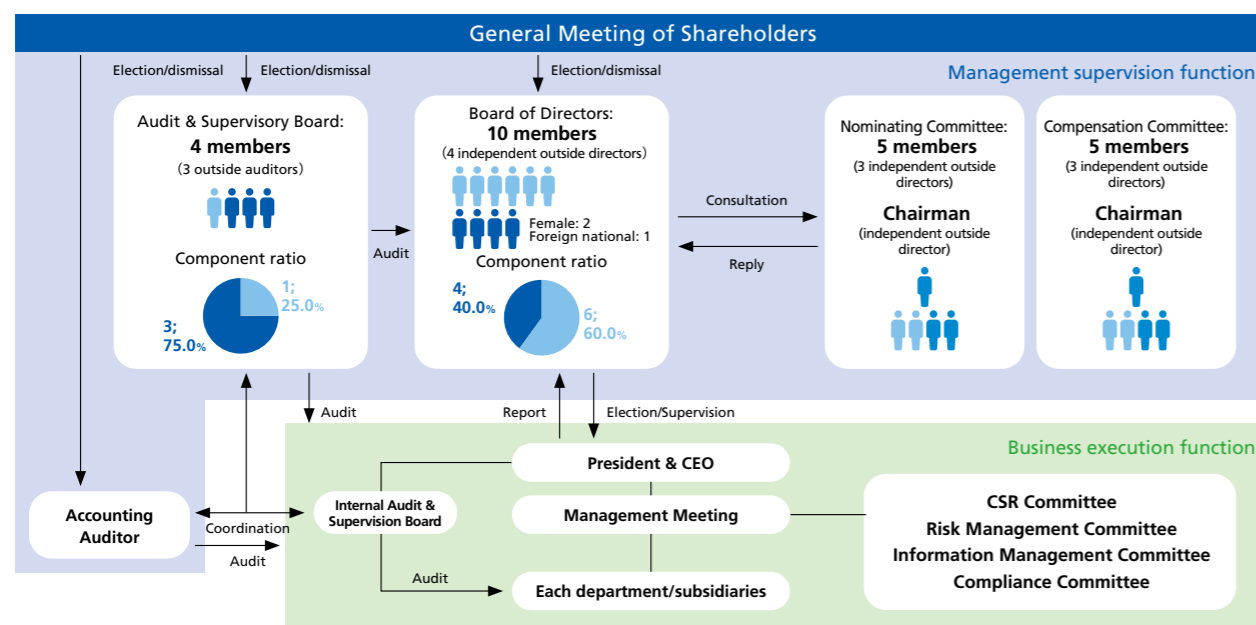 General Meeting of Shareholders
Election/dismissal
Election/dismissal
Election/dismissal
Management supervision function
Audit & Supervisory Board:
4 members
(3 outside auditors)
Component ratio
1;
25.0%
3;
75.0%
Audit
Board of Directors:
10 members
(4 independent outside directors)
Female: 2
Foreign national: 1
Component ratio
4;
40.0%
6;
60.0%
Consultation
Reply
Nominating Committee:
5 members
(3 independent outside
directors)
Chairman
(independent outside
director)
Compensation Committee:
5 members
(3 independent outside
directors)
Chairman
(independent outside
director)
Audit
Report
Election/Supervision
Business execution function
President & CEO
Accounting
Auditor
Coordination
Audit
Internal Audit &
Supervision Board
Management Meeting
Audit
Each department/subsidiaries
CSR Committee
Risk Management Committee
Information Management Committee
Compliance Committee